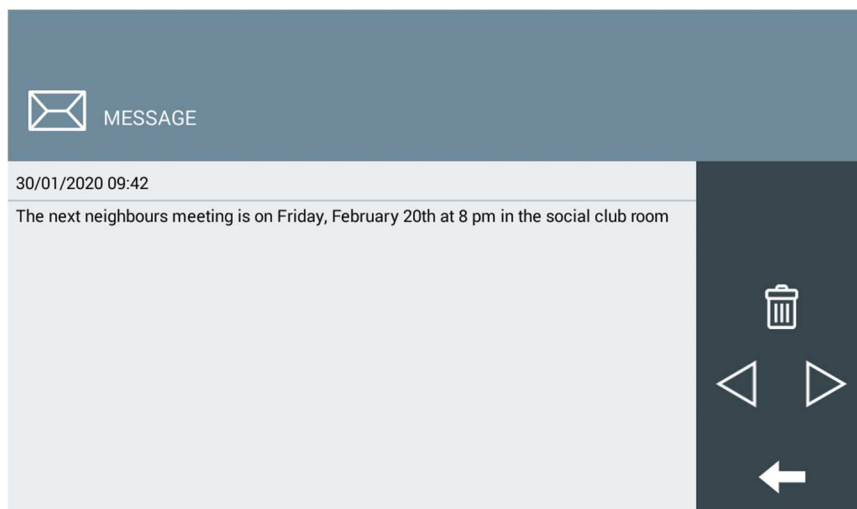 MESSAGE
30/01/2020 09:42
The next neighbours meeting is on Friday, February 20th at 8 pm in the social club room